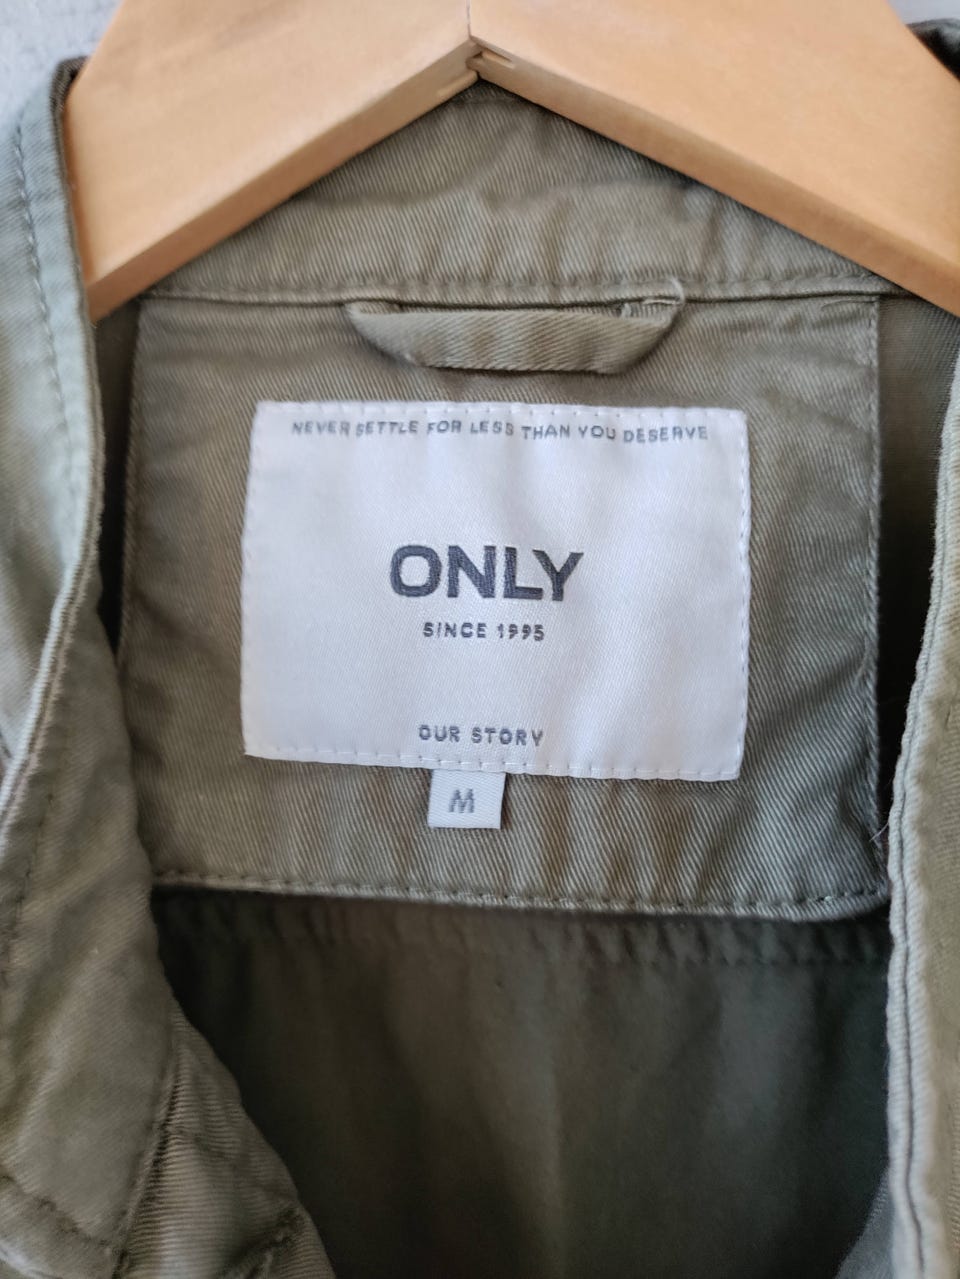 NEVER SETTLE FOR LESS THAN YOU DESERVE
ONLY
SINCE 1995
OUR STORY
M